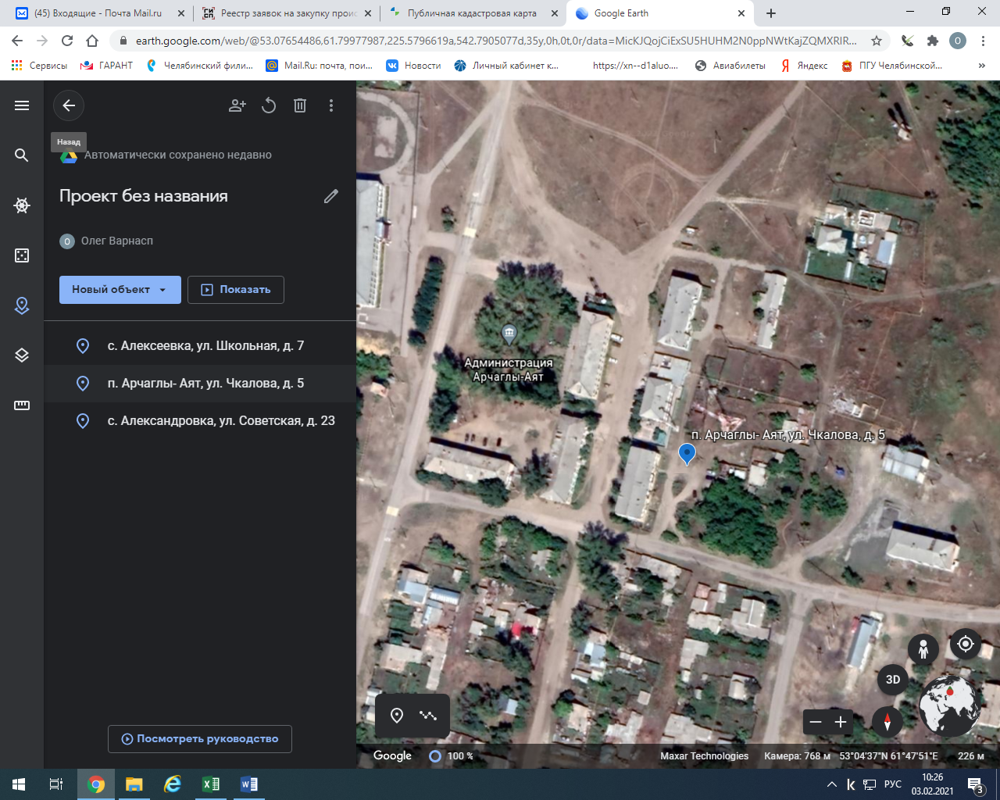 (45) Входящие - Почта Mail.ru
Реестр заявок на закупку проис
Публичная кадастровая карта
Google Earth
earth.google.com/web/@53.07654486,61.79977987,225.5796619a,542.7905077d,35y,0h,0t,0r/data=MicKJQojCiExSU5HUHM2N0ppNWtKajZQMXRIR...
О
Сервисы
ГАРАНТ
Челябинский фили...
Mail.Ru: почта, пои...
Новости
Личный кабинет к...
https://xn--d1aluo....
Авиабилеты
Яндекс
ПГУ Челябинской...
»
Назад
Автоматически сохранено недавно
Проект без названия
О Олег Варнасп
Новый объект
Показать
с. Алексеевка, ул. Школьная, д. 7
п. Арчаглы- Аят, ул. Чкалова, д. 5
с. Александровка, ул. Советская, д. 23
Посмотреть руководство
Администрация
Арчаглы-Аят
п. Арчаглы- Аят, ул. Чкалова, д. 5
3D
Google
100 %
Maxar Technologies
Камера: 768 м
53°04'37"N 61°47'51"E
226 м
РУС
10:26
03.02.2021
3